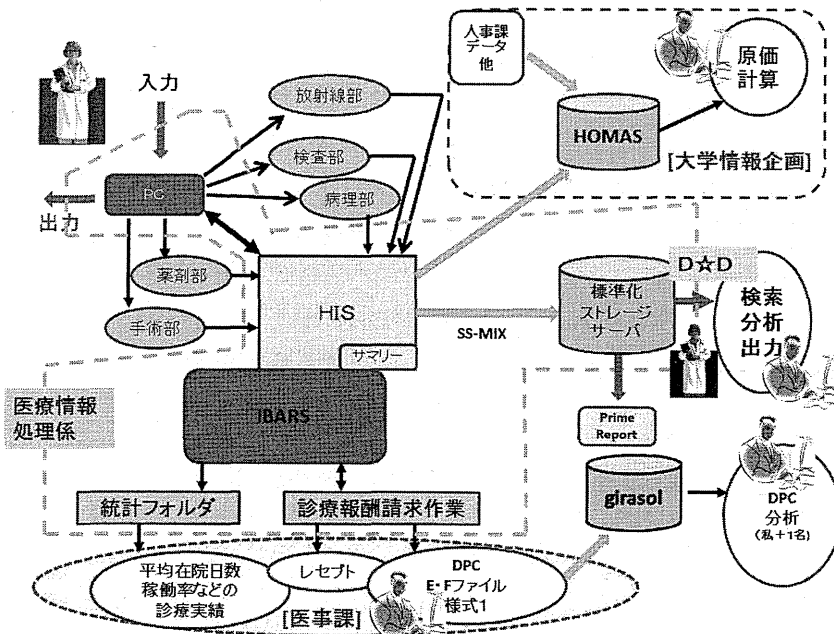 人事課
データ
他
原価
計算
HOMAS
[大学情報企画]
入力
放射線部
検査部
病理部
PC
出力
薬剤部
手術部
HIS
サマリー
SS-MIX
標準化
ストレージ
サーバ
D☆D
検索
分析
出力
医療情報
処理係
IBARS
Prime
Report
girasol
DPC
分析
(私+1名)
統計フォルダ
診療報酬請求作業
平均在院日数
稼働率などの
診療実績
レセプト
DPC
E・Fファイル
様式1
[医事課]